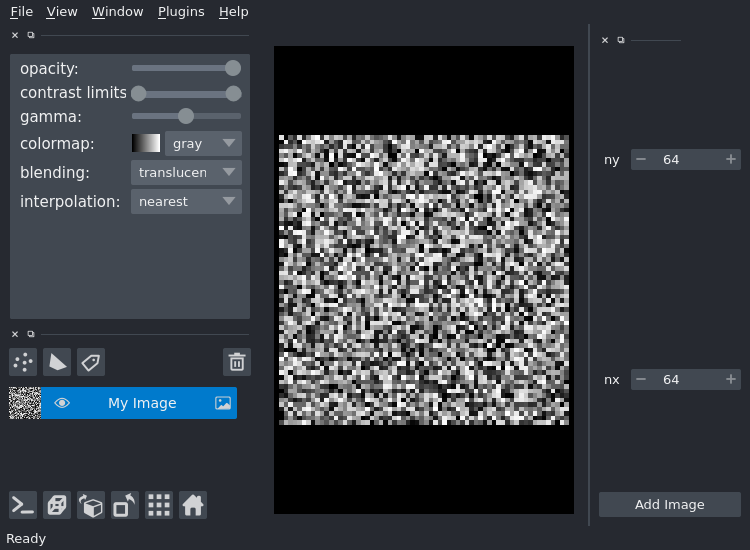 File View Window Plugins Help
opacity:
contrast limits
gamma:
colormap: gray
blending: translucen
interpolation: nearest
My Image
ny 64
nx 64
Add Image
Ready